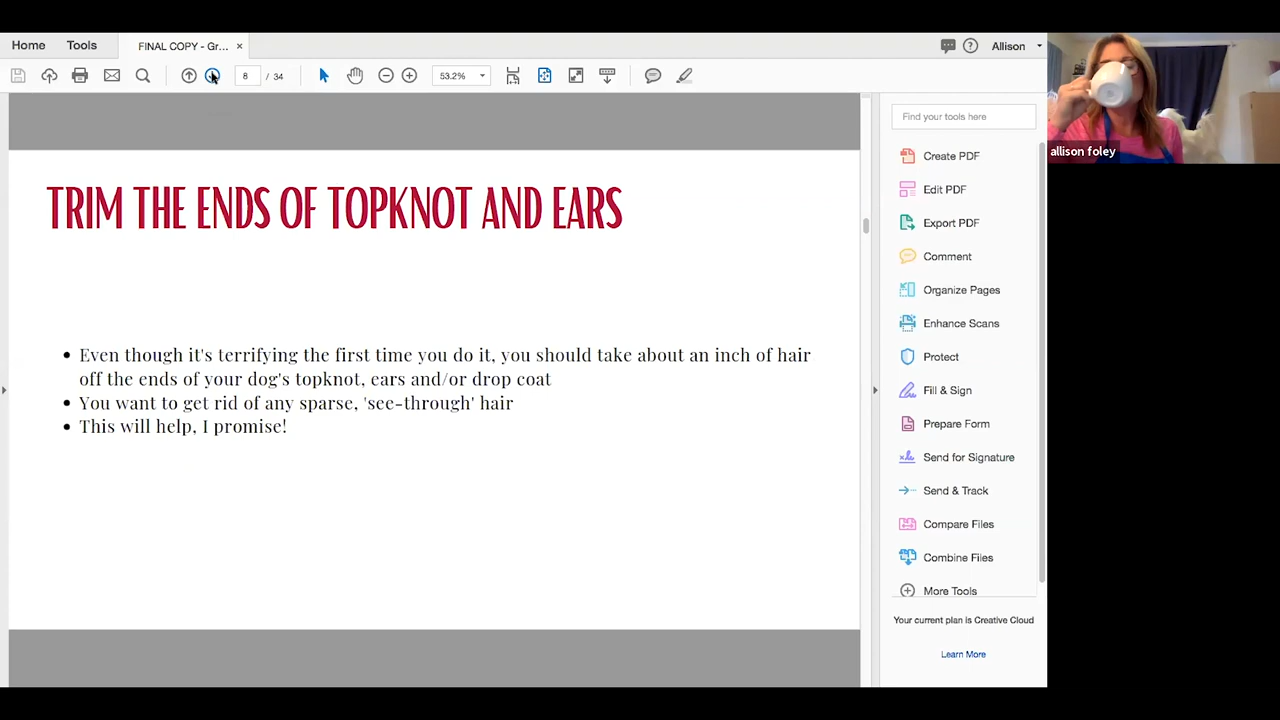 Home Tools FINAL COPY - Gr... × Allison
8 / 34 53.2%
TRIM THE ENDS OF TOPKNOT AND EARS
• Even though it's terrifying the first time you do it, you should take about an inch of hair
off the ends of your dog's topknot, ears and/or drop coat
• You want to get rid of any sparse, 'see-through' hair
• This will help, I promise!
Find your tools here
Create PDF
Edit PDF
Export PDF
Comment
Organize Pages
Enhance Scans
Protect
Fill & Sign
Prepare Form
Send for Signature
Send & Track
Compare Files
Combine Files
More Tools
Your current plan is Creative Cloud
Learn More
allison foley